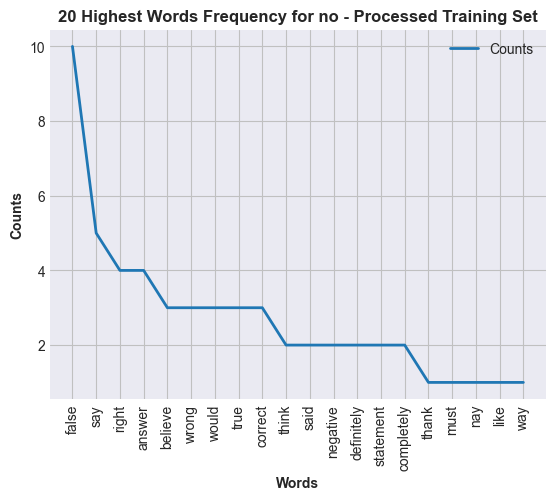 20 Highest Words Frequency for no - Processed Training Set
Counts
10
8
6
4
2
Counts
false
say
right
answer
believe
wrong
would
true
correct
think
said
negative
definitely
statement
completely
thank
must
nay
like
way
Words